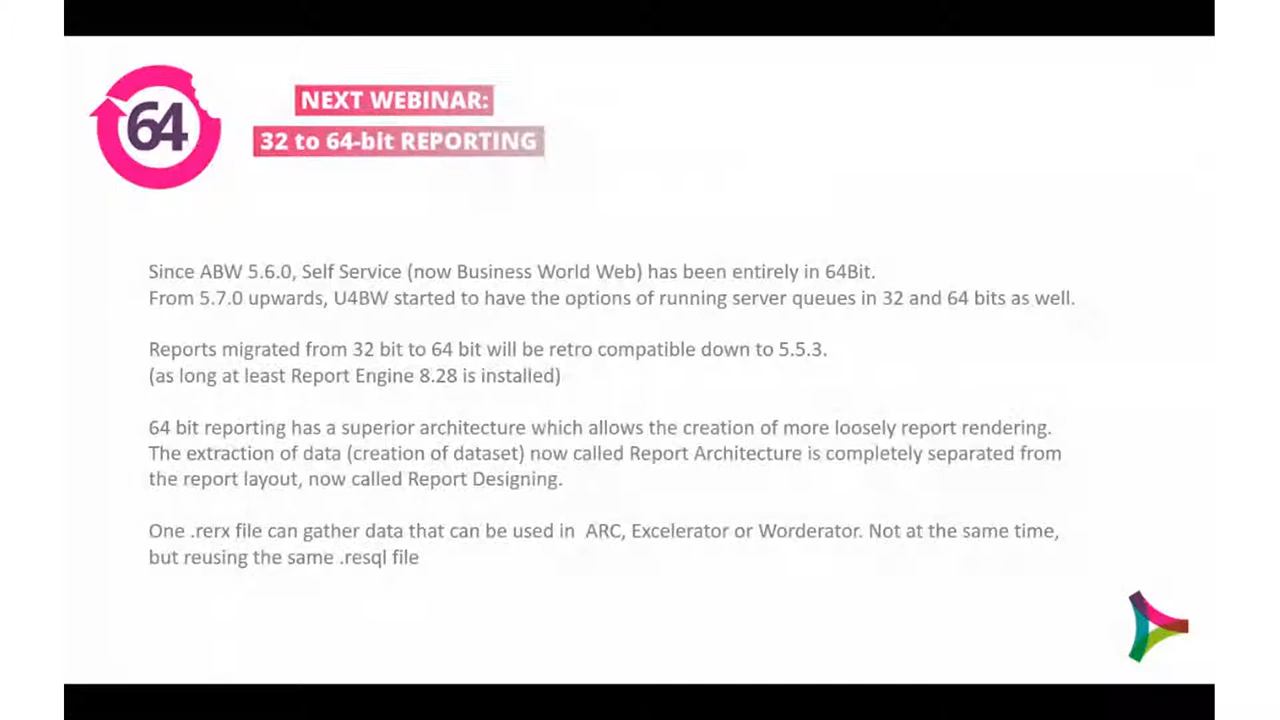 64
NEXT WEBINAR:
32 to 64-bit REPORTING
Since ABW 5.6.0, Self Service (now Business World Web) has been entirely in 64Bit.
From 5.7.0 upwards, U4BW started to have the options of running server queues in 32 and 64 bits as well.
Reports migrated from 32 bit to 64 bit will be retro compatible down to 5.5.3.
(as long at least Report Engine 8.28 is installed)
64 bit reporting has a superior architecture which allows the creation of more loosely report rendering.
The extraction of data (creation of dataset) now called Report Architecture is completely separated from
the report layout, now called Report Designing.
One .rerx file can gather data that can be used in  ARC, Excelerator or Worderator. Not at the same time,
but reusing the same .resql file